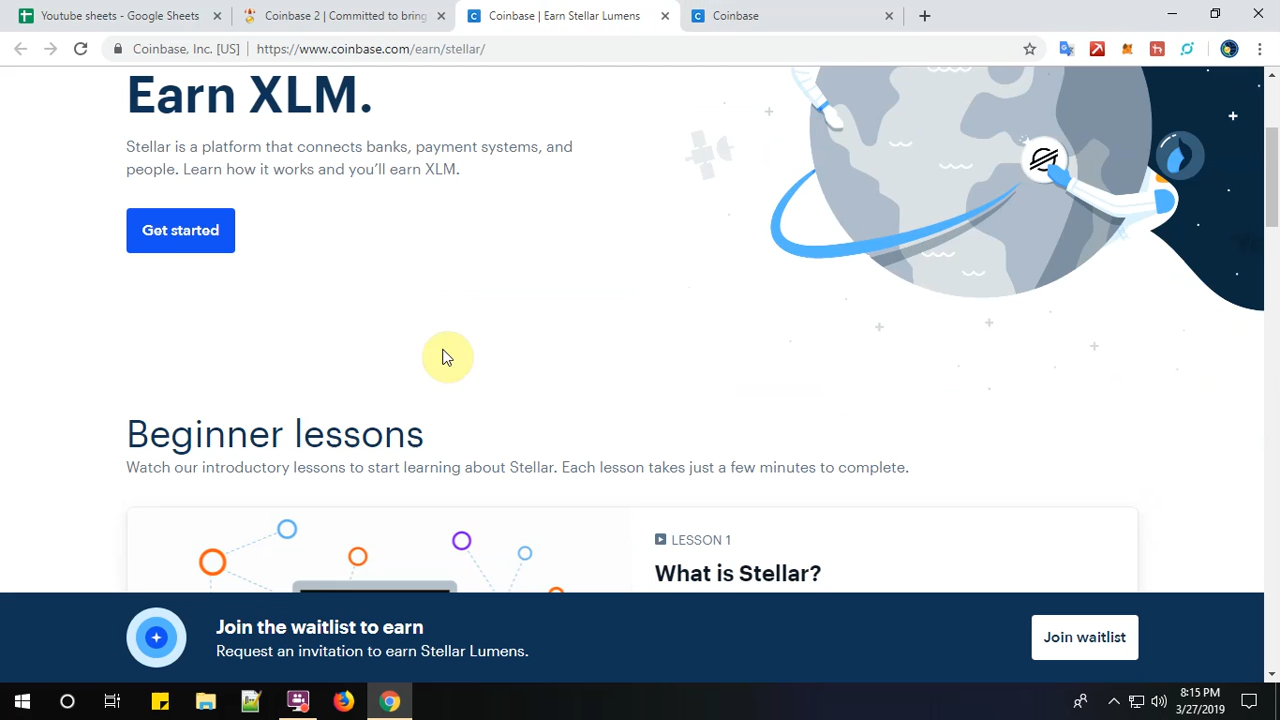 Youtube sheets - Google Sheets
Coinbase 2 | Committed to bring
Coinbase | Earn Stellar Lumens
Coinbase
Coinbase, Inc. [US]
https://www.coinbase.com/earn/stellar/
Earn XLM.
Stellar is a platform that connects banks, payment systems, and
people. Learn how it works and you'll earn XLM.
Get started
Beginner lessons
Watch our introductory lessons to start learning about Stellar. Each lesson takes just a few minutes to complete.
LESSON 1
What is Stellar?
Join the waitlist to earn
Request an invitation to earn Stellar Lumens.
Join waitlist
8:15 PM
3/27/2019